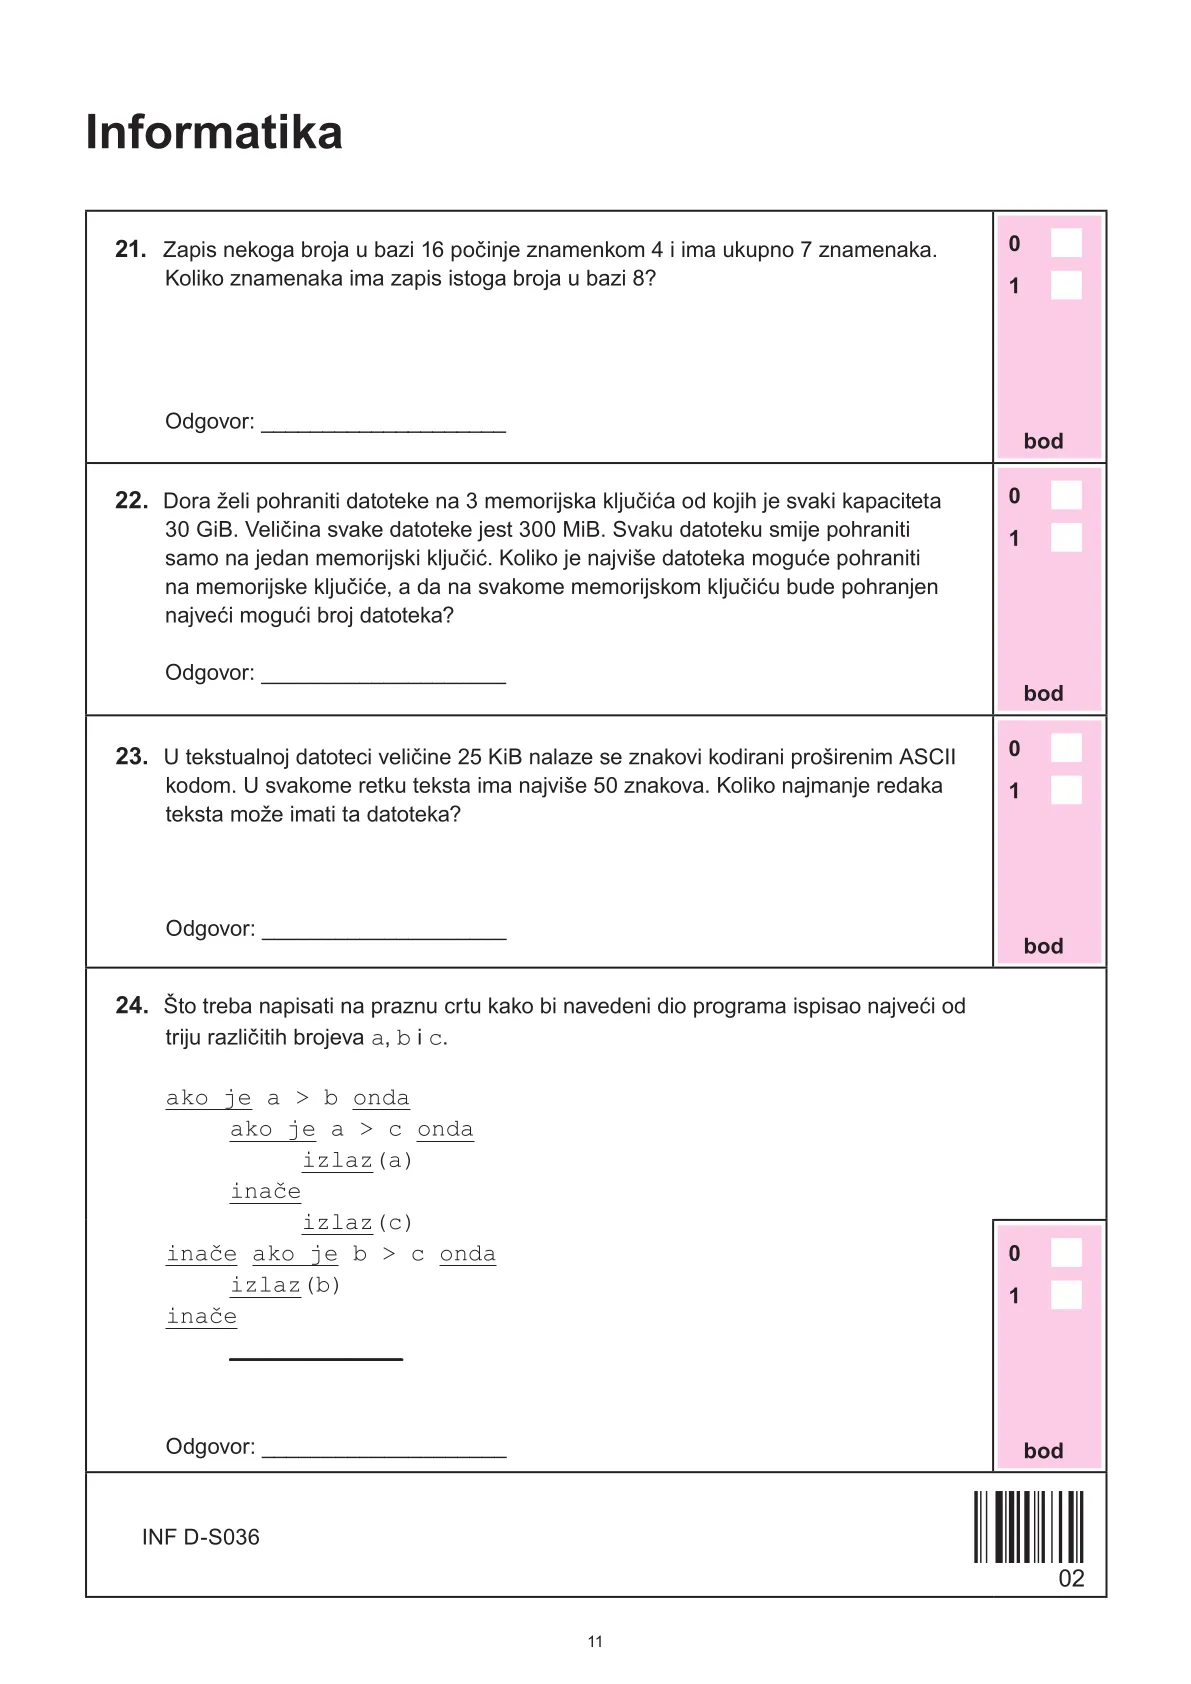 Informatika
21. Zapis nekoga broja u bazi 16 počinje znamenkom 4 i ima ukupno 7 znamenaka.
Koliko znamenaka ima zapis istoga broja u bazi 8?
Odgovor: ____________________
0
1
bod
22. Dora želi pohraniti datoteke na 3 memorijska ključića od kojih je svaki kapaciteta
30 GiB. Veličina svake datoteke jest 300 MiB. Svaku datoteku smije pohraniti
samo na jedan memorijski ključić. Koliko je najviše datoteka moguće pohraniti
na memorijske ključiće, a da na svakome memorijskom ključiću bude pohranjen
najveći mogući broj datoteka?
Odgovor: ____________________
0
1
bod
23. U tekstualnoj datoteci veličine 25 KiB nalaze se znakovi kodirani proširenim ASCII
kodom. U svakome retku teksta ima najviše 50 znakova. Koliko najmanje redaka
teksta može imati ta datoteka?
Odgovor: ____________________
0
1
bod
24. Što treba napisati na praznu crtu kako bi navedeni dio programa ispisao najveći od
triju različitih brojeva a, b i c.
ako je a > b onda
ako je a > c onda
izlaz(a)
inače
izlaz(c)
inače ako je b > c onda
izlaz(b)
inače
Odgovor: ____________________
0
1
bod
INF D-S036
02
11